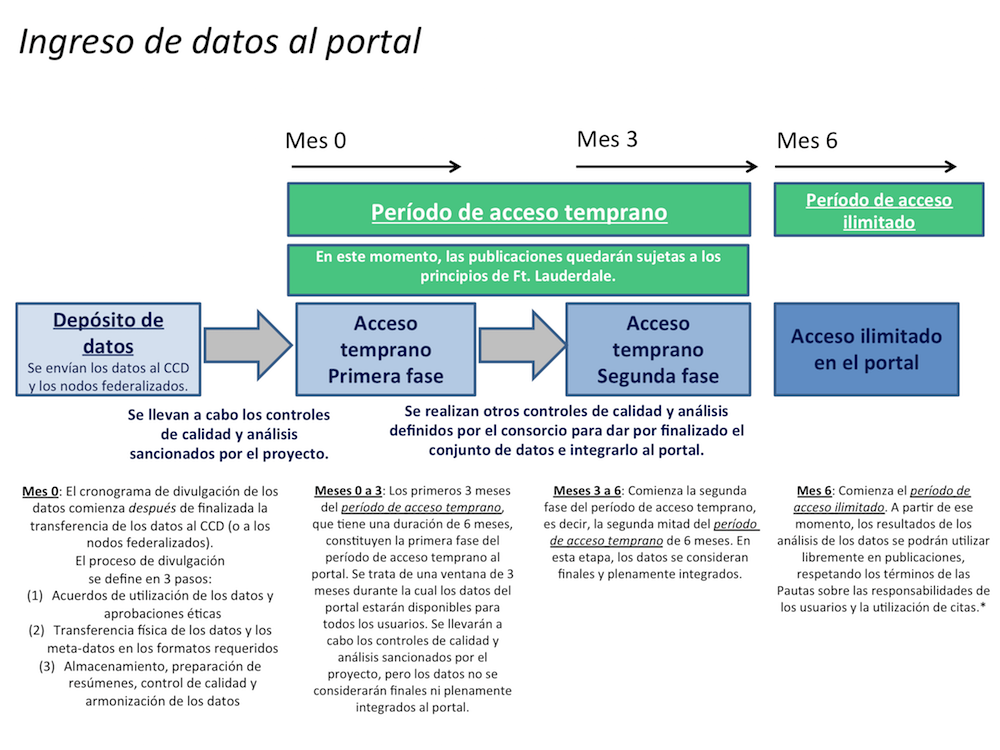 Ingreso de datos al portal
Mes 0
Mes 3
Mes 6
Período de acceso temprano
Período de acceso
ilimitado
En este momento, las publicaciones quedarán sujetas a los
principios de Ft. Lauderdale.
Depósito de
datos
Se envían los datos al CCD
y los nodos federalizados.
Acceso
temprano
Primera fase
Acceso
temprano
Segunda fase
Acceso ilimitado
en el portal
Se llevan a cabo los controles
de calidad y análisis
sancionados por el proyecto.
Se realizan otros controles de calidad y análisis
definidos por el consorcio para dar por finalizado el
conjunto de datos e integrarlo al portal.
Mes 0: El cronograma de divulgación de los
datos comienza después de finalizada la
transferencia de los datos al CCD (o a los
nodos federalizados).
El proceso de divulgación
se define en 3 pasos:
(1) Acuerdos de utilización de los datos y
aprobaciones éticas
(2) Transferencia física de los datos y los
meta-datos en los formatos requeridos
(3) Almacenamiento, preparación de
resúmenes, control de calidad y
armonización de los datos
Meses 0 a 3: Los primeros 3 meses
del período de acceso temprano,
que tiene una duración de 6 meses,
constituyen la primera fase del
período de acceso temprano al
portal. Se trata de una ventana de 3
meses durante la cual los datos del
portal estarán disponibles para
todos los usuarios. Se llevarán a
cabo los controles de calidad y
análisis sancionados por el
proyecto, pero los datos no se
considerarán finales ni plenamente
integrados al portal.
Meses 3 a 6: Comienza la segunda
fase del período de acceso temprano,
es decir, la segunda mitad del período
de acceso temprano de 6 meses. En
esta etapa, los datos se consideran
finales y plenamente integrados.
Mes 6: Comienza el período de
acceso ilimitado. A partir de ese
momento, los resultados de los
análisis de los datos se podrán utilizar
libremente en publicaciones,
respetando los términos de las
Pautas sobre las responsabilidades de
los usuarios y la utilización de citas.*